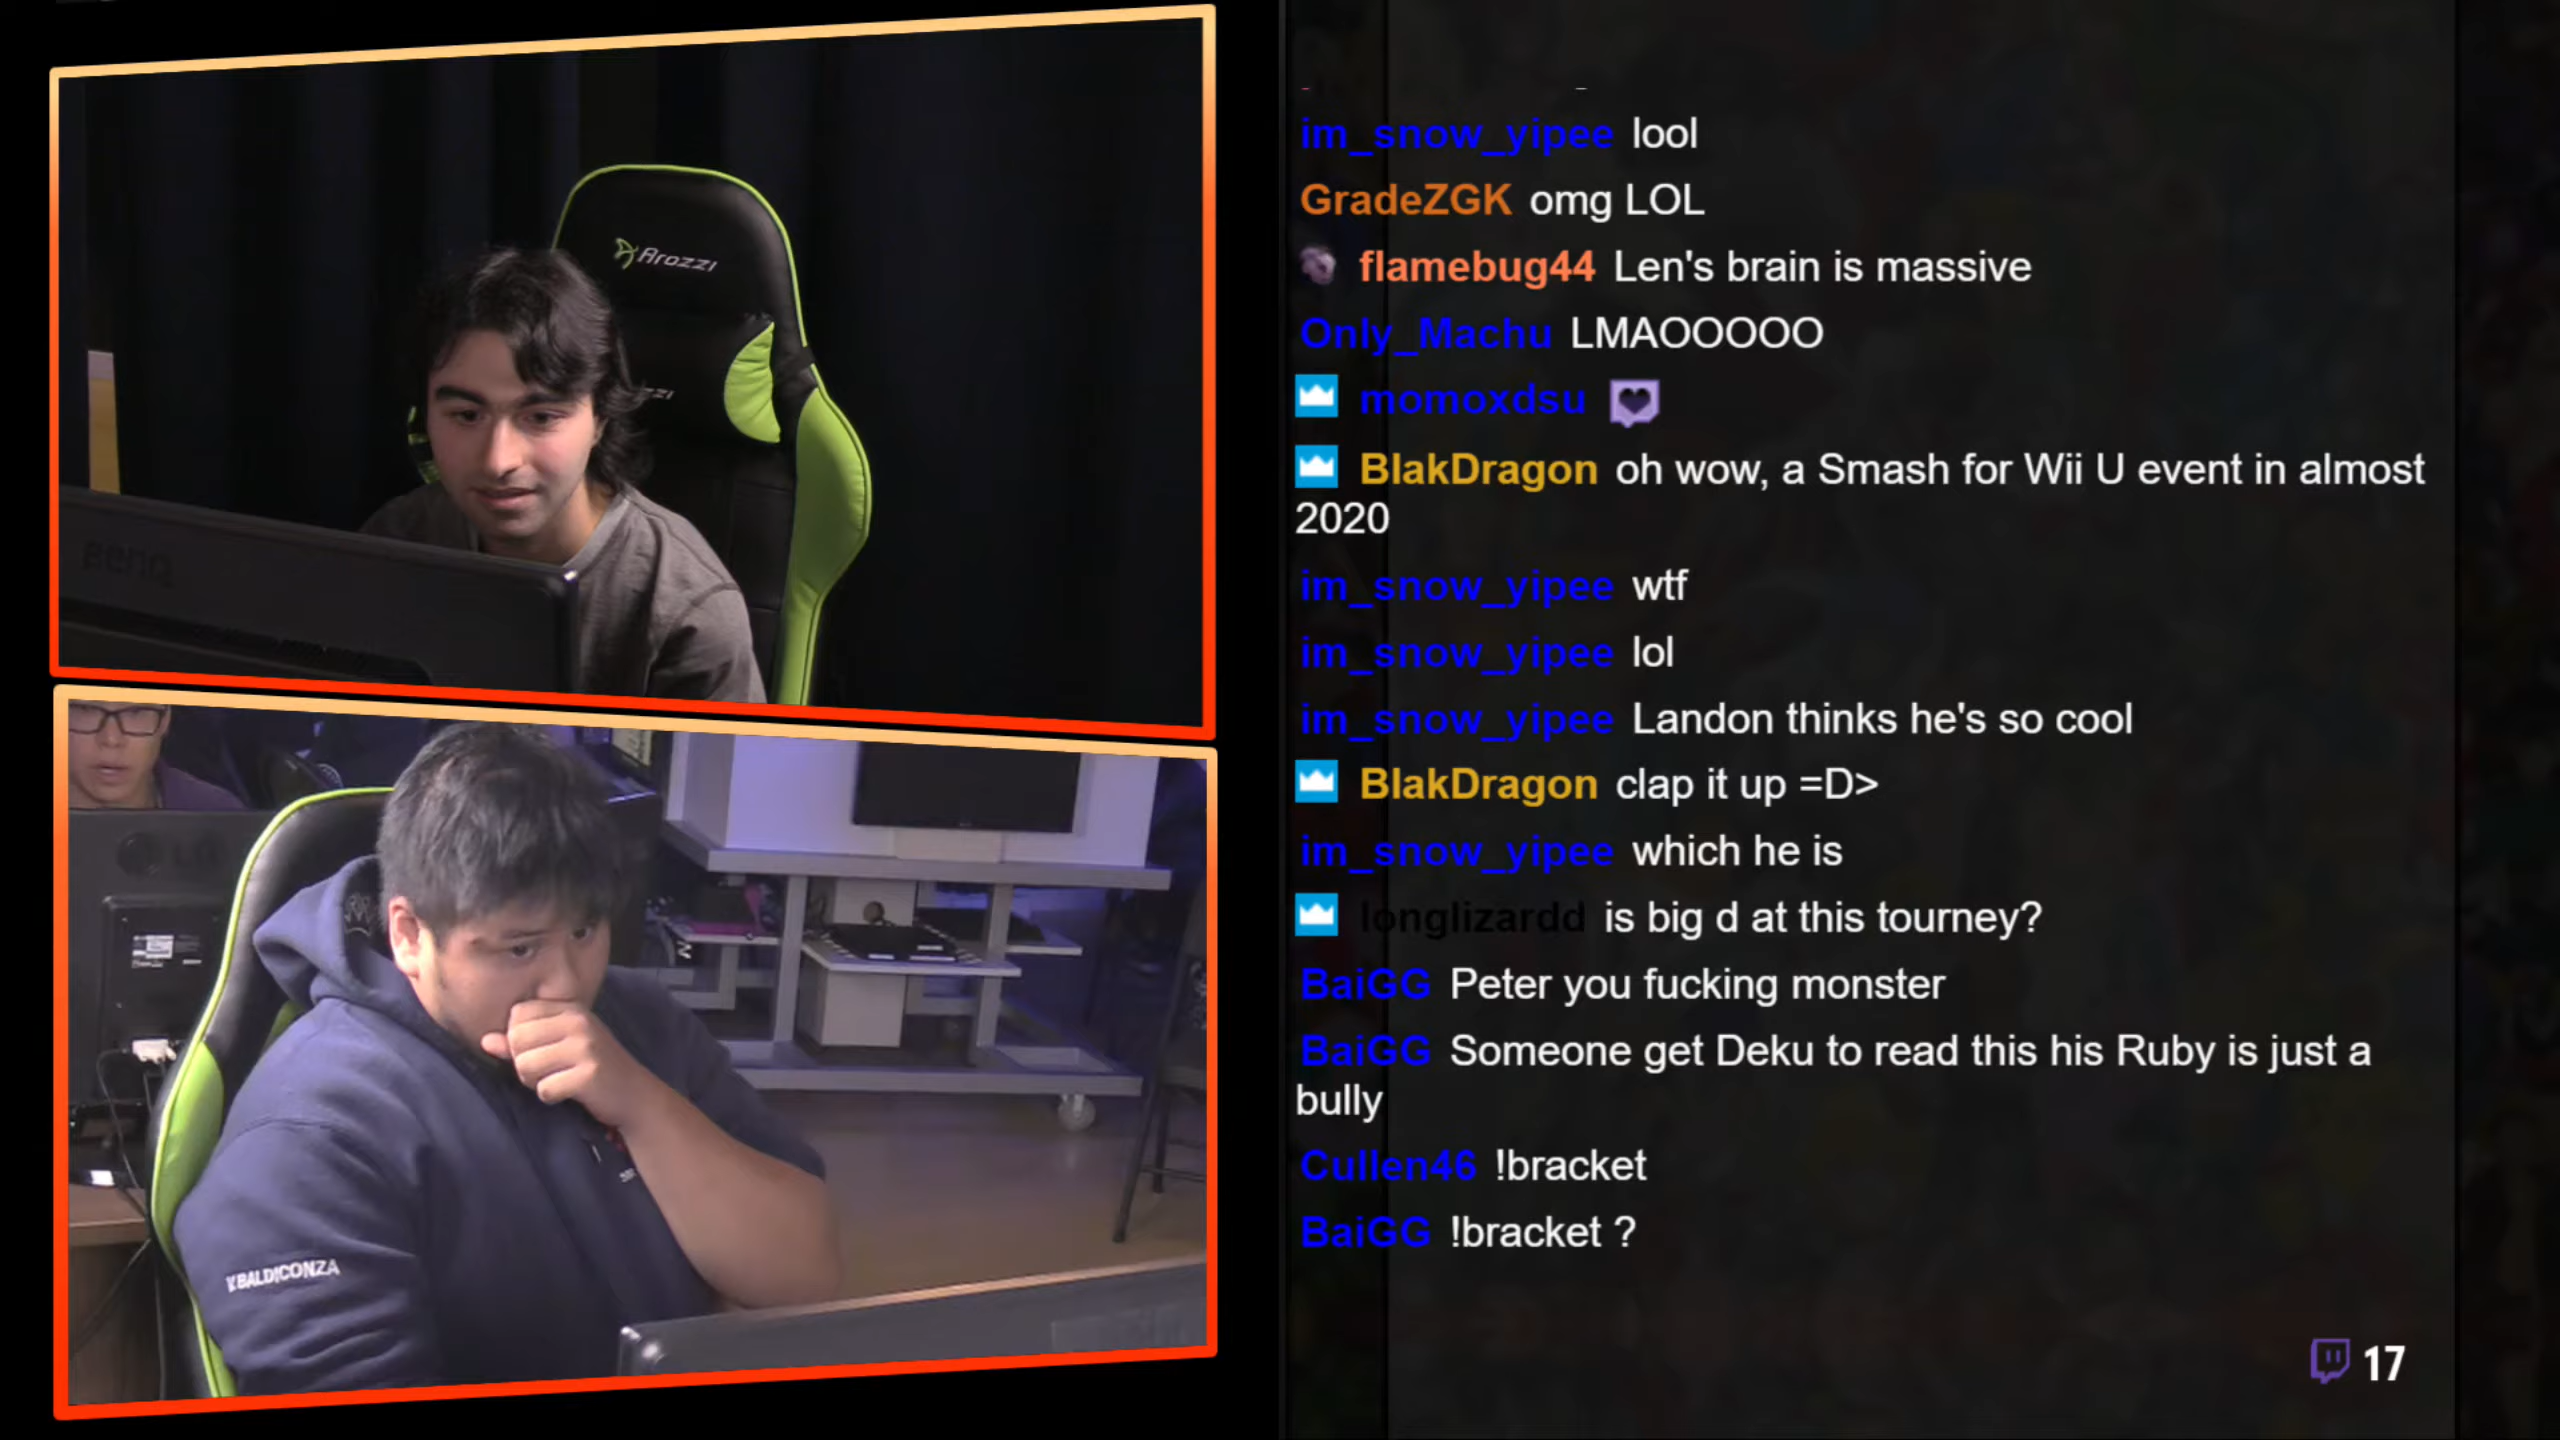 Arozzi
BenQ
LG
BALDICONZA
im_snow_yipee lool
GradeZGK omg LOL
flamebug44 Len's brain is massive
Only_Machu LMAOOOOO
momoxdsu
BlakDragon oh wow, a Smash for Wii U event in almost
2020
im_snow_yipee wtf
im_snow_yipee lol
im_snow_yipee Landon thinks he's so cool
BlakDragon clap it up =D>
im_snow_yipee which he is
longlizardd is big d at this tourney?
BaiGG Peter you fucking monster
BaiGG Someone get Deku to read this his Ruby is just a
bully
Cullen46 !bracket
BaiGG !bracket ?
17